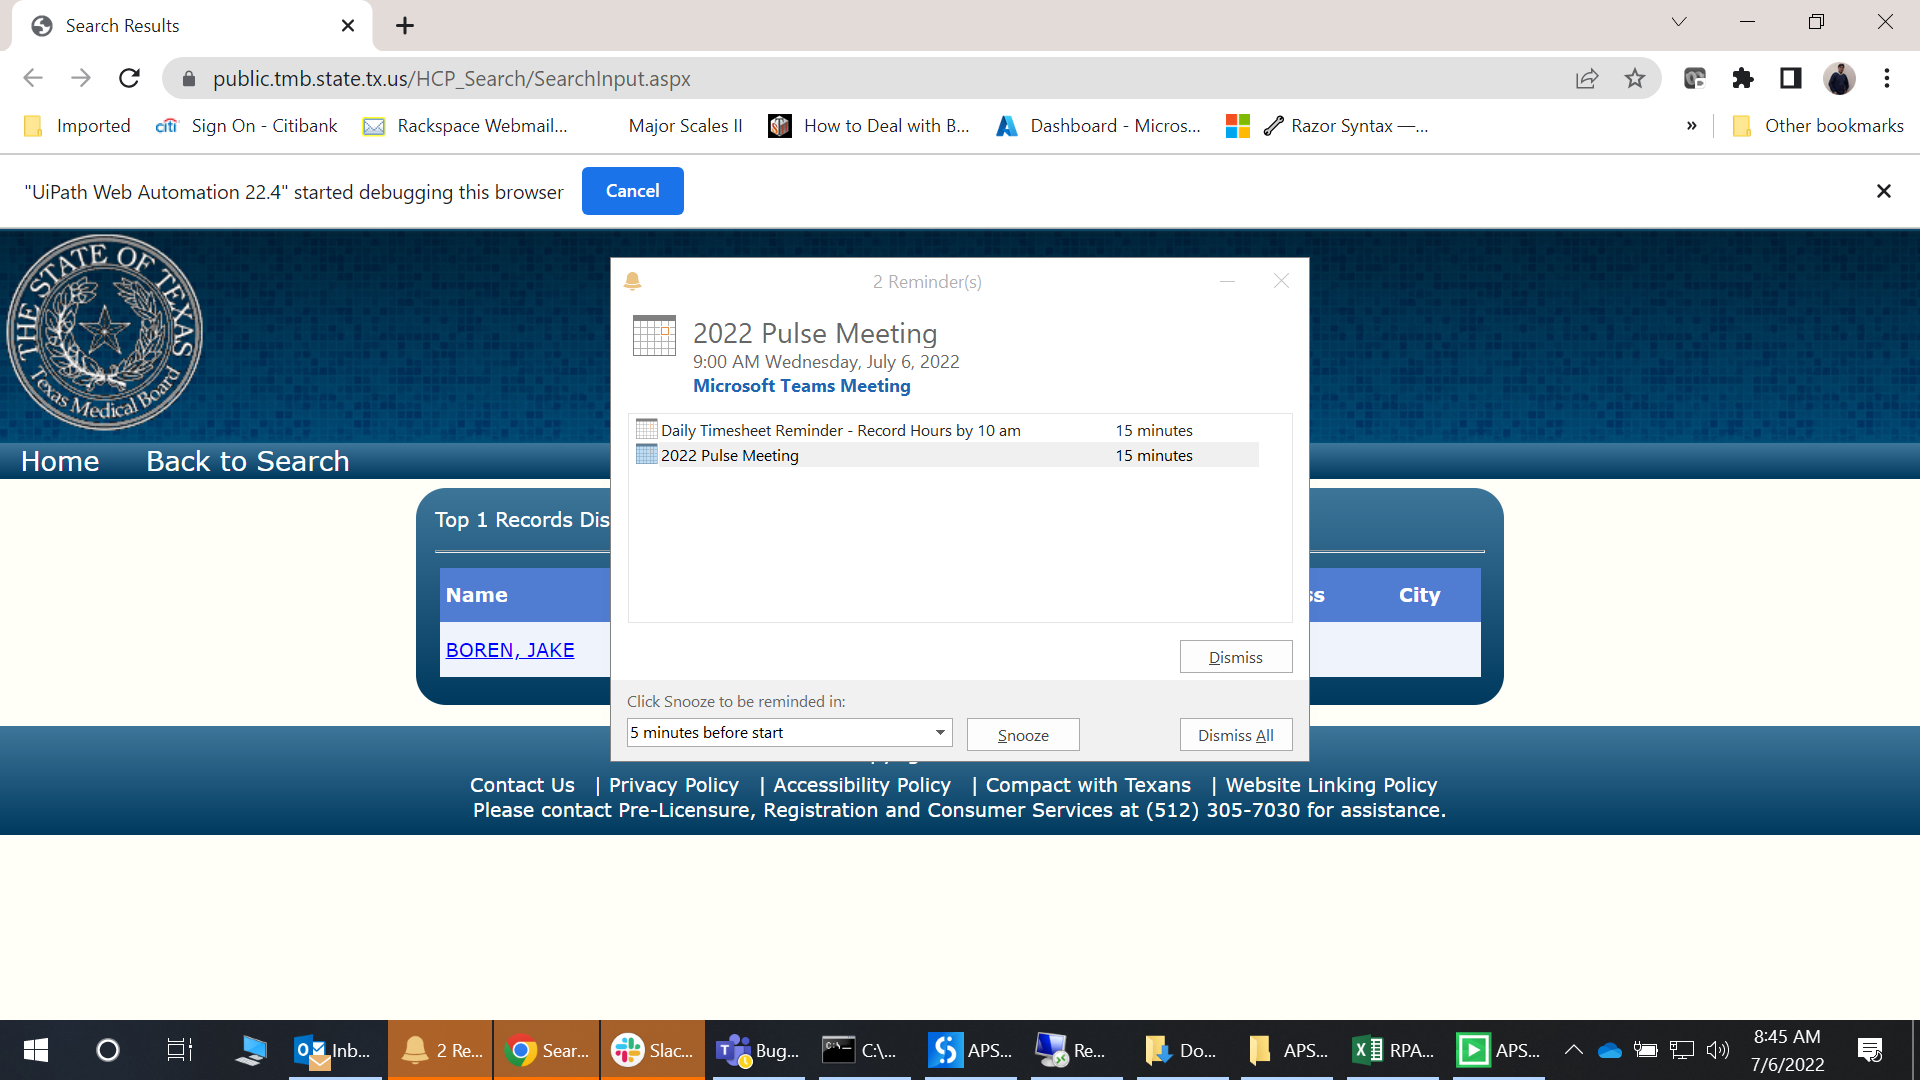 Search Results
public.tmb.state.tx.us/HCP_Search/SearchInput.aspx
Imported
citi Sign On - Citibank
Rackspace Webmail...
Major Scales II
How to Deal with B...
Dashboard - Micros...
Razor Syntax —...
»
Other bookmarks
"UiPath Web Automation 22.4" started debugging this browser
Cancel
THE STATE OF TEXAS
Texas Medical Board
Home
Back to Search
Top 1 Records Dis
Name
City
BOREN, JAKE
2 Reminder(s)
2022 Pulse Meeting
9:00 AM Wednesday, July 6, 2022
Microsoft Teams Meeting
Daily Timesheet Reminder - Record Hours by 10 am 15 minutes
2022 Pulse Meeting 15 minutes
Dismiss
Click Snooze to be reminded in:
5 minutes before start
Snooze
Dismiss All
Contact Us | Privacy Policy | Accessibility Policy | Compact with Texans | Website Linking Policy
Please contact Pre-Licensure, Registration and Consumer Services at (512) 305-7030 for assistance.
Inb...
2 Re...
Sear...
Slac...
Bug...
C:\...
APS...
Re...
Do...
APS...
RPA...
APS...
8:45 AM
7/6/2022